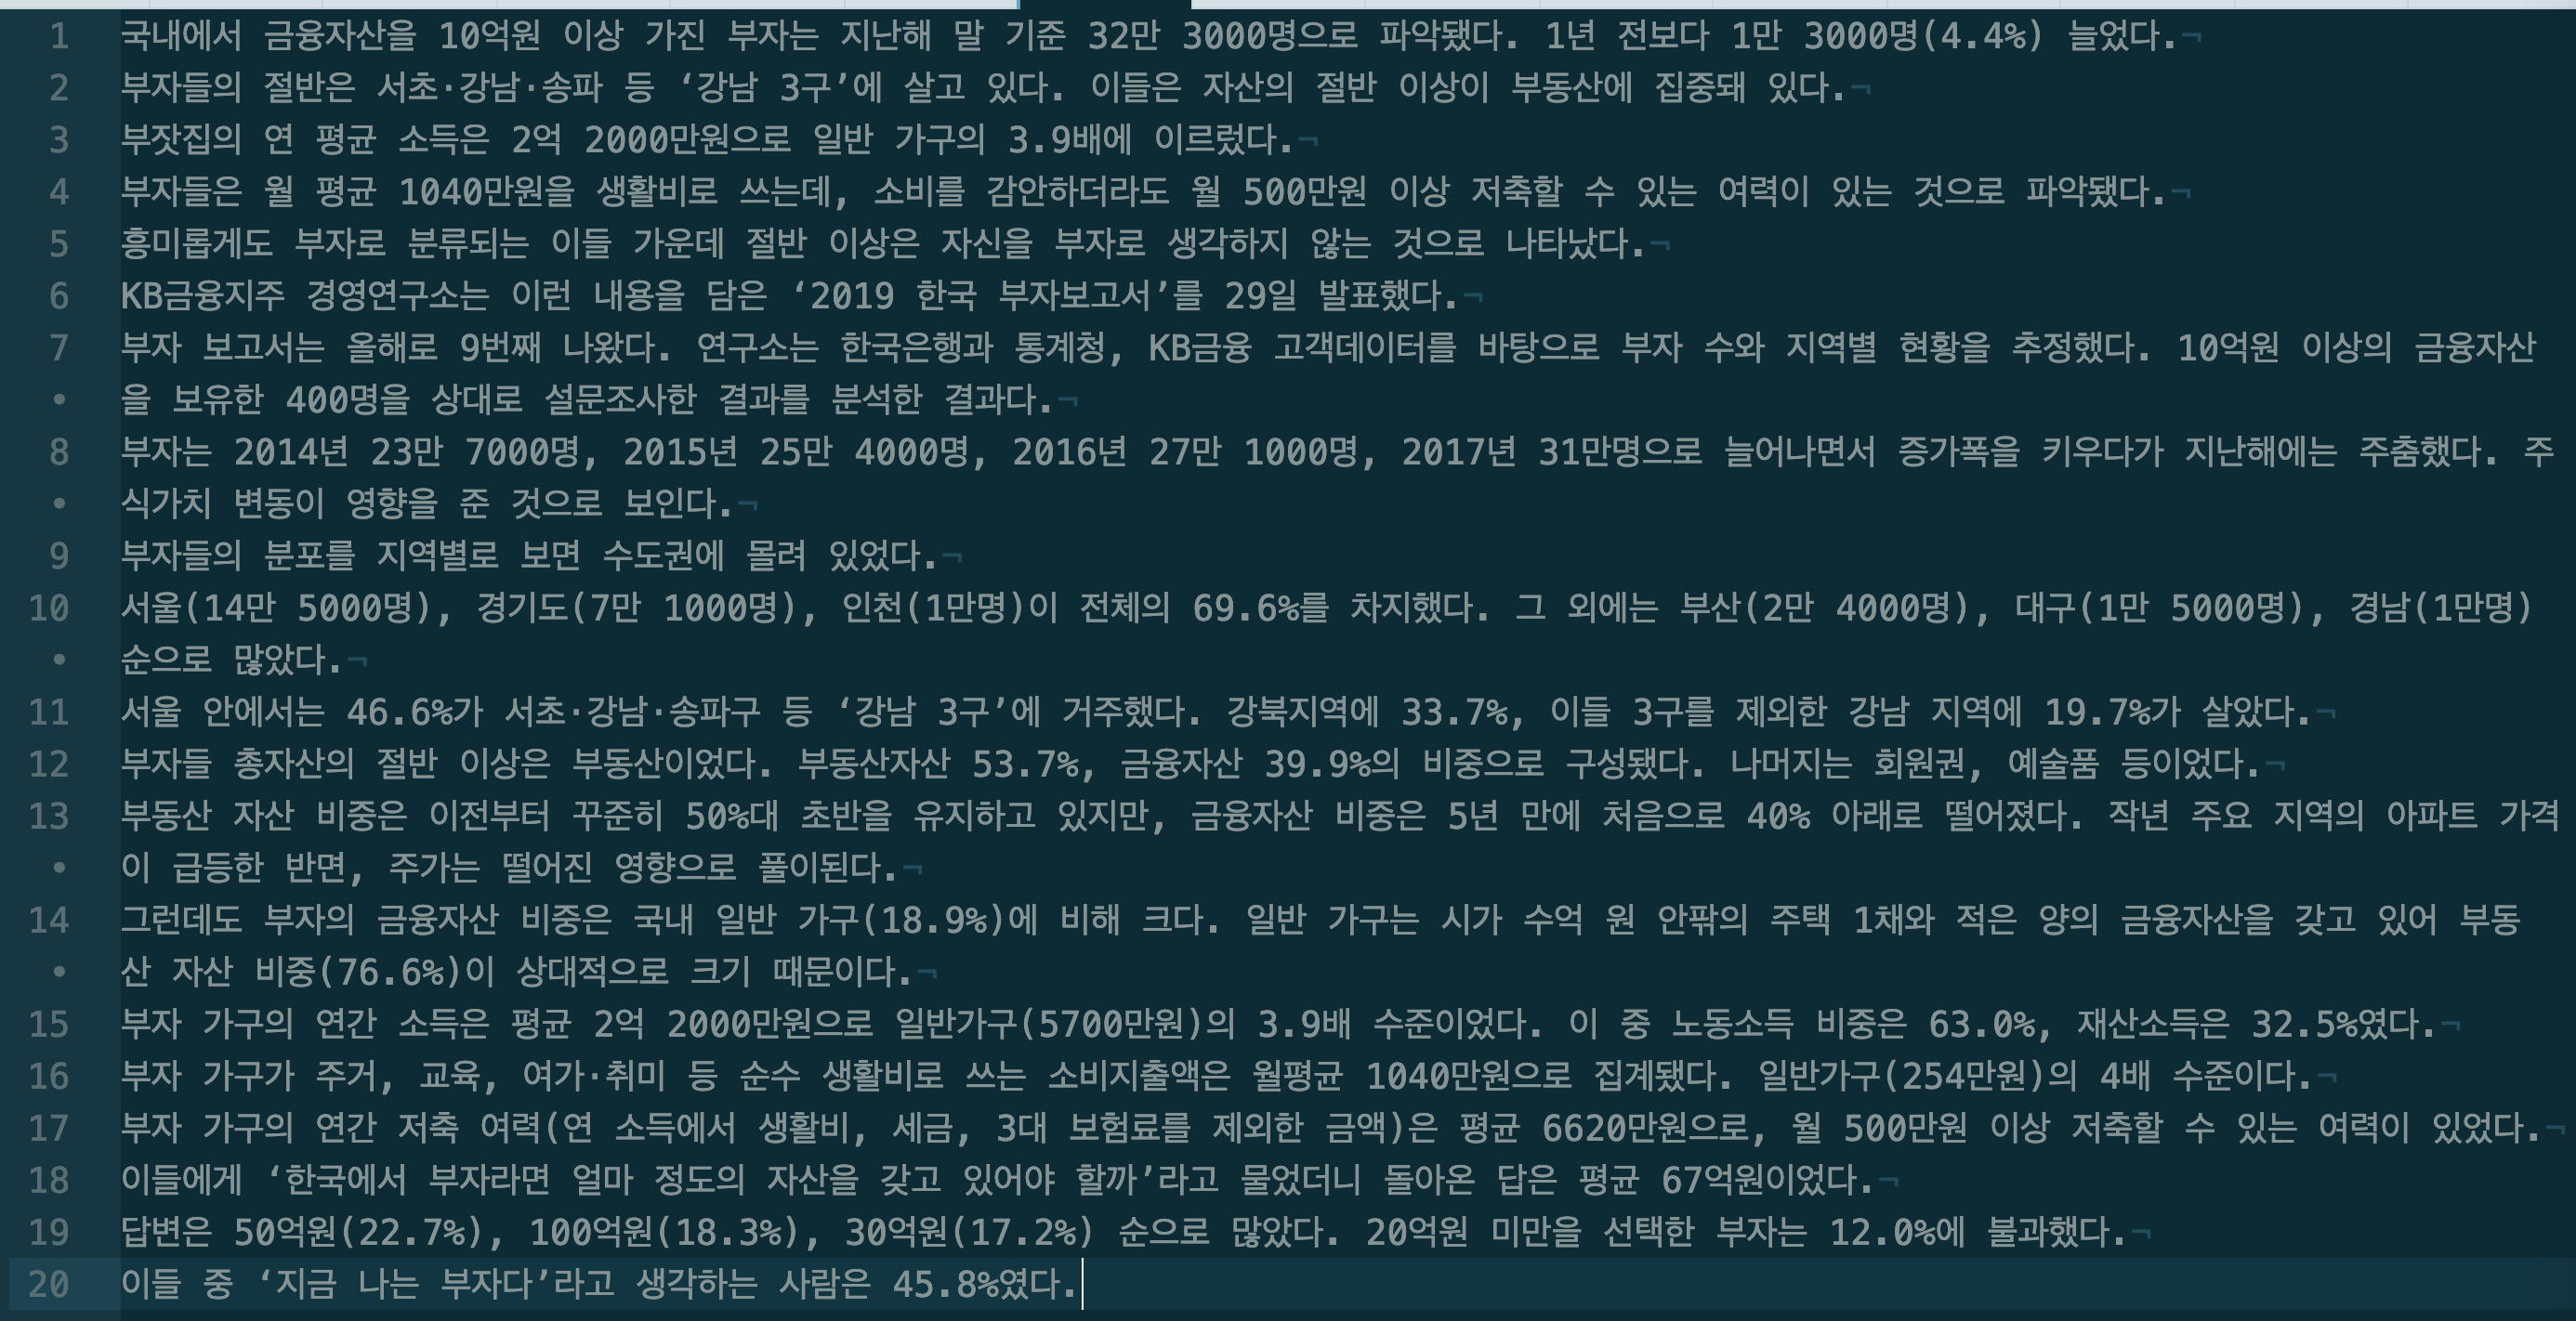 1 국내에서 금융자산을 10억원 이상 가진 부자는 지난해 말 기준 32만 3000명으로 파악됐다. 1년 전보다 1만 3000명(4.4%) 늘었다.¬
2 부자들의 절반은 서초·강남·송파 등 ‘강남 3구’에 살고 있다. 이들은 자산의 절반 이상이 부동산에 집중돼 있다.¬
3 부잣집의 연 평균 소득은 2억 2000만원으로 일반 가구의 3.9배에 이르렀다.¬
4 부자들은 월 평균 1040만원을 생활비로 쓰는데, 소비를 감안하더라도 월 500만원 이상 저축할 수 있는 여력이 있는 것으로 파악됐다.¬
5 흥미롭게도 부자로 분류되는 이들 가운데 절반 이상은 자신을 부자로 생각하지 않는 것으로 나타났다.¬
6 KB금융지주 경영연구소는 이런 내용을 담은 ‘2019 한국 부자보고서’를 29일 발표했다.¬
7 부자 보고서는 올해로 9번째 나왔다. 연구소는 한국은행과 통계청, KB금융 고객데이터를 바탕으로 부자 수와 지역별 현황을 추정했다. 10억원 이상의 금융자산
• 을 보유한 400명을 상대로 설문조사한 결과를 분석한 결과다.¬
8 부자는 2014년 23만 7000명, 2015년 25만 4000명, 2016년 27만 1000명, 2017년 31만명으로 늘어나면서 증가폭을 키우다가 지난해에는 주춤했다. 주
• 식가치 변동이 영향을 준 것으로 보인다.¬
9 부자들의 분포를 지역별로 보면 수도권에 몰려 있었다.¬
10 서울(14만 5000명), 경기도(7만 1000명), 인천(1만명)이 전체의 69.6%를 차지했다. 그 외에는 부산(2만 4000명), 대구(1만 5000명), 경남(1만명)
• 순으로 많았다.¬
11 서울 안에서는 46.6%가 서초·강남·송파구 등 ‘강남 3구’에 거주했다. 강북지역에 33.7%, 이들 3구를 제외한 강남 지역에 19.7%가 살았다.¬
12 부자들 총자산의 절반 이상은 부동산이었다. 부동산자산 53.7%, 금융자산 39.9%의 비중으로 구성됐다. 나머지는 회원권, 예술품 등이었다.¬
13 부동산 자산 비중은 이전부터 꾸준히 50%대 초반을 유지하고 있지만, 금융자산 비중은 5년 만에 처음으로 40% 아래로 떨어졌다. 작년 주요 지역의 아파트 가격
• 이 급등한 반면, 주가는 떨어진 영향으로 풀이된다.¬
14 그런데도 부자의 금융자산 비중은 국내 일반 가구(18.9%)에 비해 크다. 일반 가구는 시가 수억 원 안팎의 주택 1채와 적은 양의 금융자산을 갖고 있어 부동
• 산 자산 비중(76.6%)이 상대적으로 크기 때문이다.¬
15 부자 가구의 연간 소득은 평균 2억 2000만원으로 일반가구(5700만원)의 3.9배 수준이었다. 이 중 노동소득 비중은 63.0%, 재산소득은 32.5%였다.¬
16 부자 가구가 주거, 교육, 여가·취미 등 순수 생활비로 쓰는 소비지출액은 월평균 1040만원으로 집계됐다. 일반가구(254만원)의 4배 수준이다.¬
17 부자 가구의 연간 저축 여력(연 소득에서 생활비, 세금, 3대 보험료를 제외한 금액)은 평균 6620만원으로, 월 500만원 이상 저축할 수 있는 여력이 있었다.¬
18 이들에게 ‘한국에서 부자라면 얼마 정도의 자산을 갖고 있어야 할까’라고 물었더니 돌아온 답은 평균 67억원이었다.¬
19 답변은 50억원(22.7%), 100억원(18.3%), 30억원(17.2%) 순으로 많았다. 20억원 미만을 선택한 부자는 12.0%에 불과했다.¬
20 이들 중 ‘지금 나는 부자다’라고 생각하는 사람은 45.8%였다.